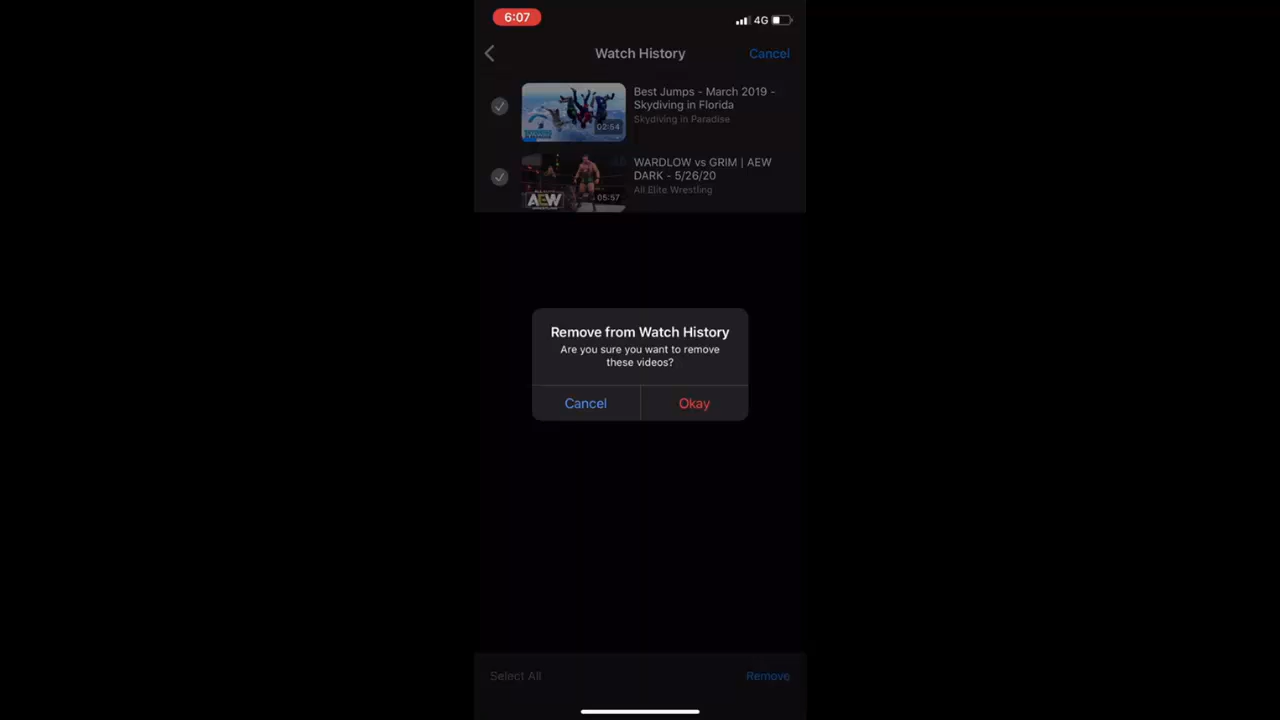 6:07
4G
Watch History
Cancel
Best Jumps - March 2019 -
Skydiving in Florida
Skydiving in Paradise
02:54
WARDLOW vs GRIM | AEW
DARK - 5/26/20
All Elite Wrestling
05:57
AEW
Remove from Watch History
Are you sure you want to remove
these videos?
Cancel
Okay
Select All
Remove